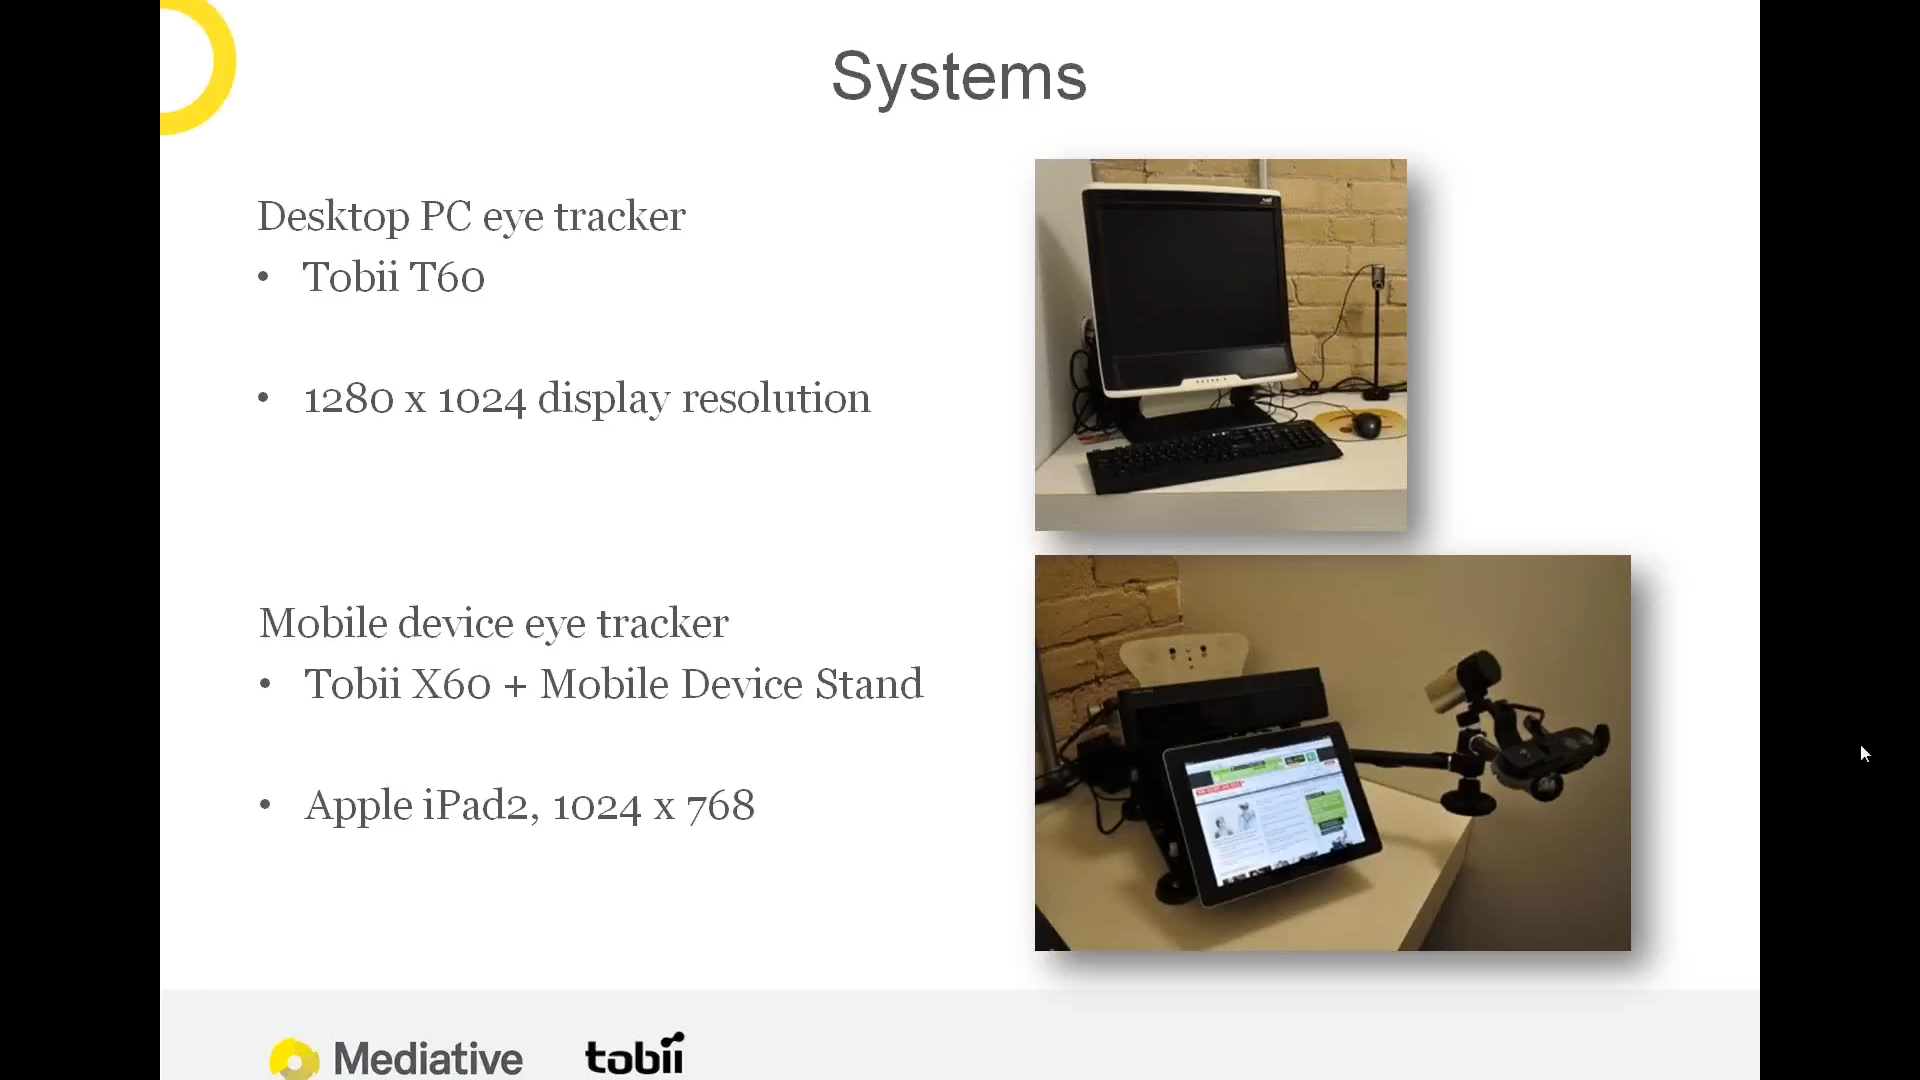 Systems
Desktop PC eye tracker
• Tobii T60
• 1280 x 1024 display resolution
Mobile device eye tracker
• Tobii X60 + Mobile Device Stand
• Apple iPad2, 1024 x 768
Mediative
tobii